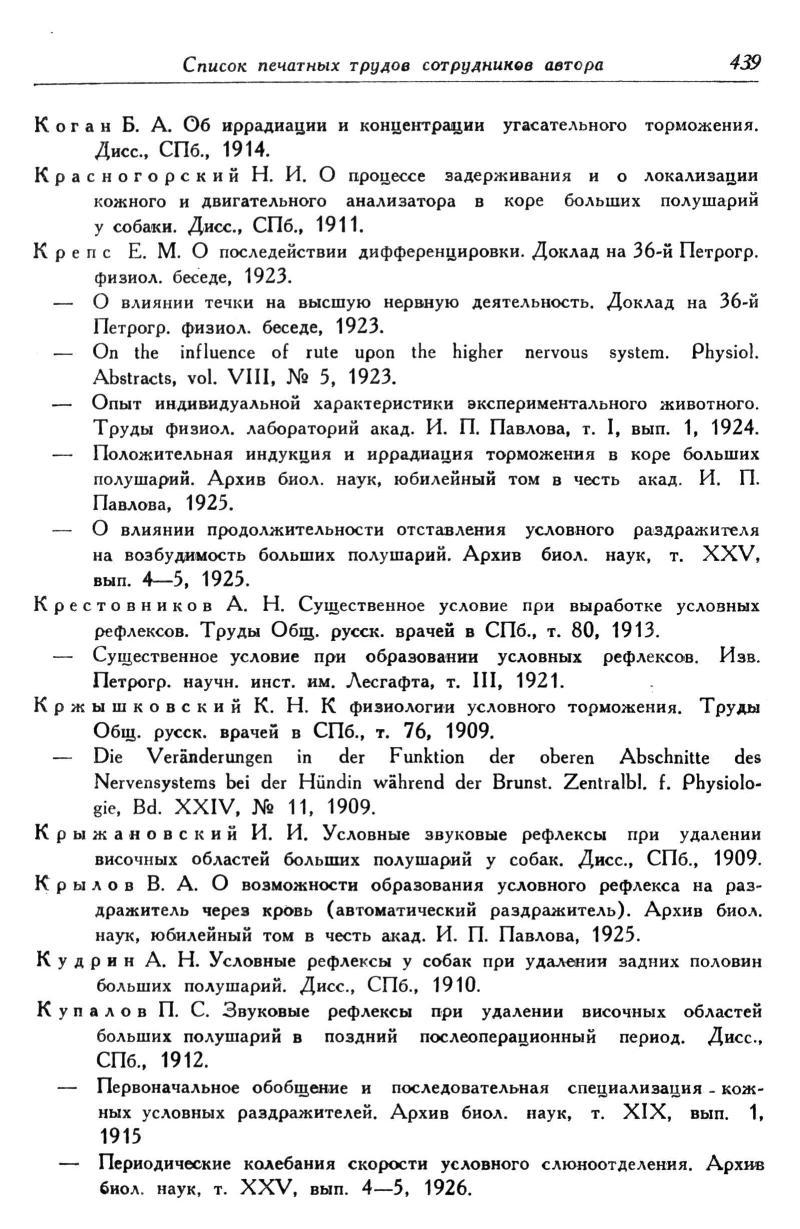 Список печатных трудов сотрудников автора 439
Коган Б. А. Об иррадиации и концентрации угасательного торможения.
Дисс., СПб., 1914.
Красногорский Н. И. О процессе задерживания и о локализации
кожного и двигательного анализатора в коре больших полушарий
у собаки. Дисс., СПб., 1911.
Крепс Е. М. О последействии дифференцировки. Доклад на 36-й Петрогр.
физиол. беседе, 1923.
— О влиянии течки на высшую нервную деятельность. Доклад на 36-й
Петрогр. физиол. беседе, 1923.
— On the influence of rute upon the higher nervous system. Physiol.
Abstracts, vol. VIII, № 5, 1923.
— Опыт индивидуальной характеристики экспериментального животного.
Труды физиол. лабораторий акад. И. П. Павлова, т. I, вып. 1, 1924.
— Положительная индукция и иррадиация торможения в коре больших
полушарий. Архив биол. наук, юбилейный том в честь акад. И. П.
Павлова, 1925.
— О влиянии продолжительности отставления условного раздражителя
на возбудимость больших полушарий. Архив биол. наук, т. XXV,
вып. 4—5, 1925.
Крестовников А. Н. Существенное условие при выработке условных
рефлексов. Труды Общ. русск. врачей в СПб., т. 80, 1913.
— Существенное условие при образовании условных рефлексов. Изв.
Петрогр. научн. инст. им. Лесгафта, т. III, 1921.
Кржышковский К. Н. К физиологии условного торможения. Труды
Общ. русск. врачей в СПб., т. 76, 1909.
— Die Veränderungen in der Funktion der oberen Abschnitte des
Nervensystems bei der Hündin während der Brunst. Zentralbl. f. Physiolo-
gie, Bd. XXIV, № 11, 1909.
Крыжановский И. И. Условные звуковые рефлексы при удалении
височных областей больших полушарий у собак. Дисс., СПб., 1909.
Крылов В. А. О возможности образования условного рефлекса на раз-
дражитель через кровь (автоматический раздражитель). Архив биол.
наук, юбилейный том в честь акад. И. П. Павлова, 1925.
Кудрин А. Н. Условные рефлексы у собак при удалении задних половин
больших полушарий. Дисс., СПб., 1910.
Купалов П. С. Звуковые рефлексы при удалении височных областей
больших полушарий в поздний послеоперационный период. Дисс.,
СПб., 1912.
— Первоначальное обобщение и последовательная специализация - кож-
ных условных раздражителей. Архив биол. наук, т. XIX, вып. 1,
1915
— Периодические колебания скорости условного слюноотделения. Архив
биол. наук, т. XXV, вып. 4—5, 1926.